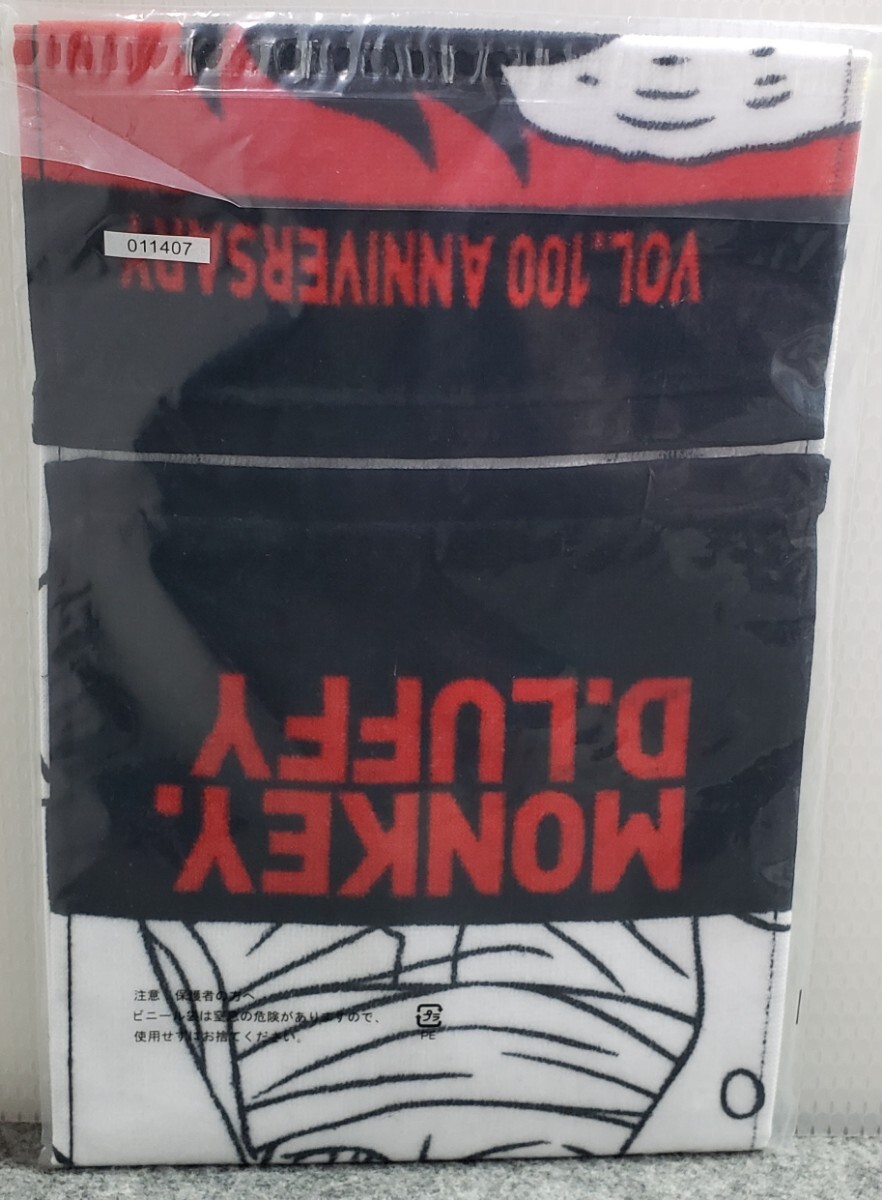 011407
VOL.100 ANNIVERSARY
MONKEY.
D.LUFFY
注意 保護者の方へ
ビニール袋は窒息の危険がありますので、
使用せずにお捨てください。
プラ
PE